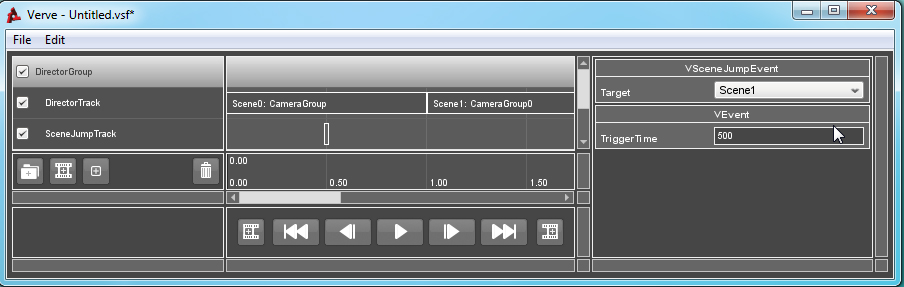 Verve - Untitled.vsf*
File Edit
DirectorGroup
DirectorTrack
Scene0: CameraGroup
Scene1: CameraGroup0
SceneJumpTrack
0.00
0.00 0.50 1.00 1.50
VSceneJumpEvent
Target Scene1
VEvent
TriggerTime 500